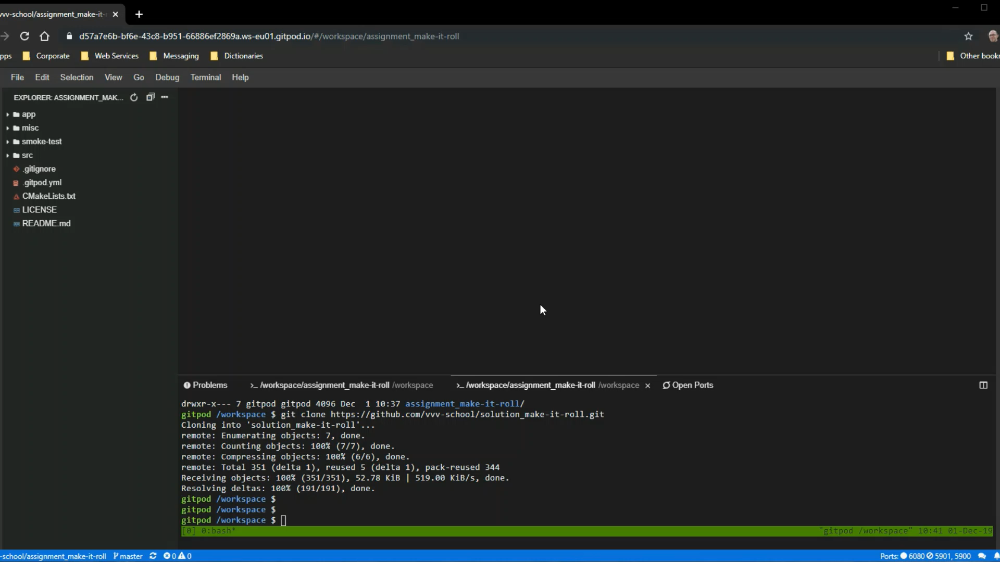 vvv-school/assignment_make-it-
d57a7e6b-bf6e-43c8-b951-66886ef2869a.ws-eu01.gitpod.io/#/workspace/assignment_make-it-roll
pps Corporate Web Services Messaging Dictionaries Other bookr
File Edit Selection View Go Debug Terminal Help
EXPLORER: ASSIGNMENT_MAK...
app
misc
smoke-test
src
.gitignore
.gitpod.yml
CMakeLists.txt
LICENSE
README.md
Problems >_ /workspace/assignment_make-it-roll /workspace >_ /workspace/assignment_make-it-roll /workspace Open Ports
drwxr-x--- 7 gitpod gitpod 4096 Dec  1 10:37 assignment_make-it-roll/
gitpod /workspace $ git clone https://github.com/vvv-school/solution_make-it-roll.git
Cloning into 'solution_make-it-roll'...
remote: Enumerating objects: 7, done.
remote: Counting objects: 100% (7/7), done.
remote: Compressing objects: 100% (6/6), done.
remote: Total 351 (delta 1), reused 5 (delta 1), pack-reused 344
Receiving objects: 100% (351/351), 52.78 KiB | 519.00 KiB/s, done.
Resolving deltas: 100% (191/191), done.
gitpod /workspace $
gitpod /workspace $
gitpod /workspace $
[0] 0:bash* "gitpod /workspace" 10:41 01-Dec-19
-school/assignment_make-it-roll master 0 0 Ports: 6080 5901, 5900